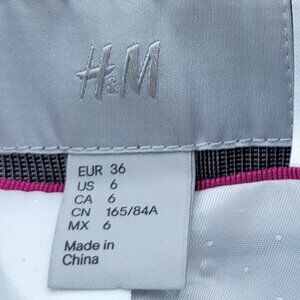 H&M
EUR 36
US 6
CA 6
CN 165/84A
MX 6
Made in
China